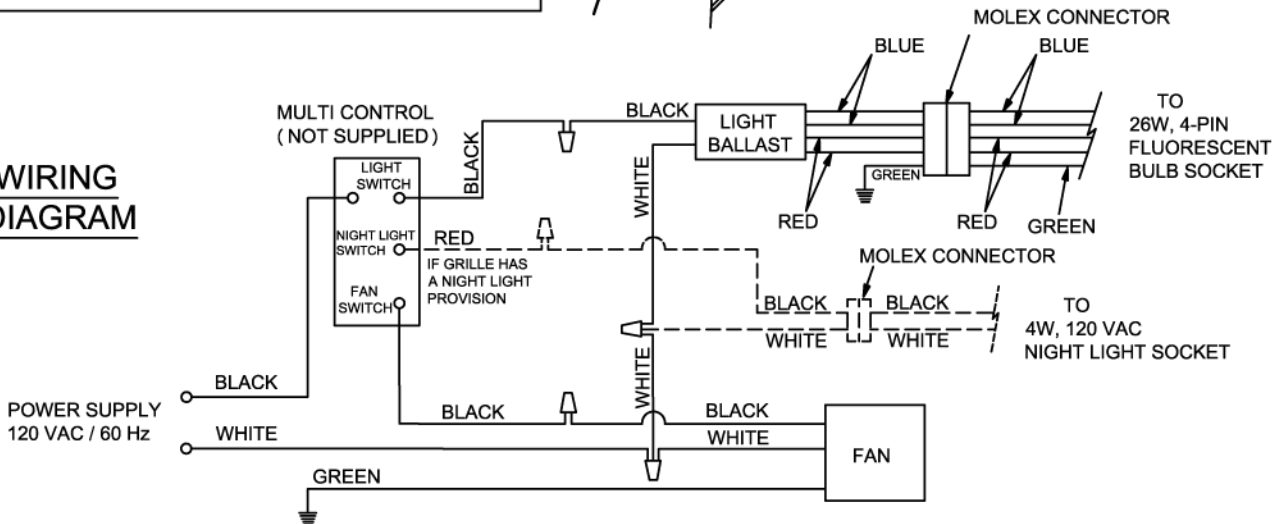 MOLEX CONNECTOR
BLUE
BLUE
MULTI CONTROL
( NOT SUPPLIED )
BLACK
LIGHT
BALLAST
TO
26W, 4-PIN
FLUORESCENT
BULB SOCKET
WIRING
DIAGRAM
LIGHT
SWITCH
BLACK
WHITE
GREEN
RED
RED
GREEN
NIGHT LIGHT
SWITCH
RED
IF GRILLE HAS
A NIGHT LIGHT
PROVISION
MOLEX CONNECTOR
FAN
SWITCH
BLACK
BLACK
WHITE
WHITE
TO
4W, 120 VAC
NIGHT LIGHT SOCKET
WHITE
POWER SUPPLY
120 VAC / 60 Hz
BLACK
WHITE
BLACK
BLACK
WHITE
FAN
GREEN